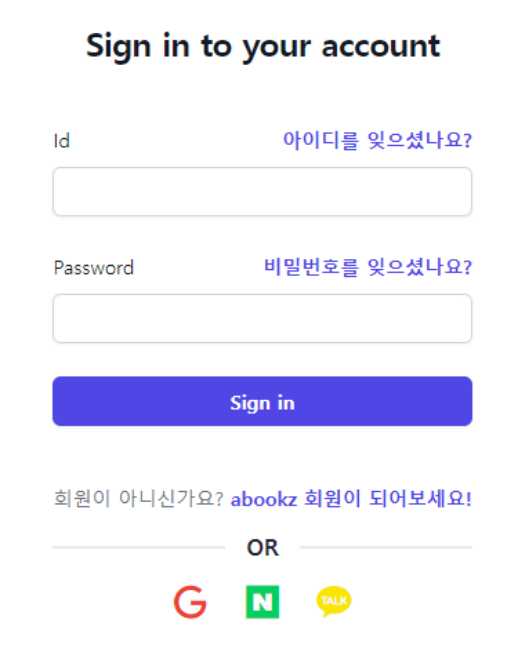 Sign in to your account
Id 아이디를 잊으셨나요?
Password 비밀번호를 잊으셨나요?
Sign in
회원이 아니신가요? abookz 회원이 되어보세요!
OR
G N TALK